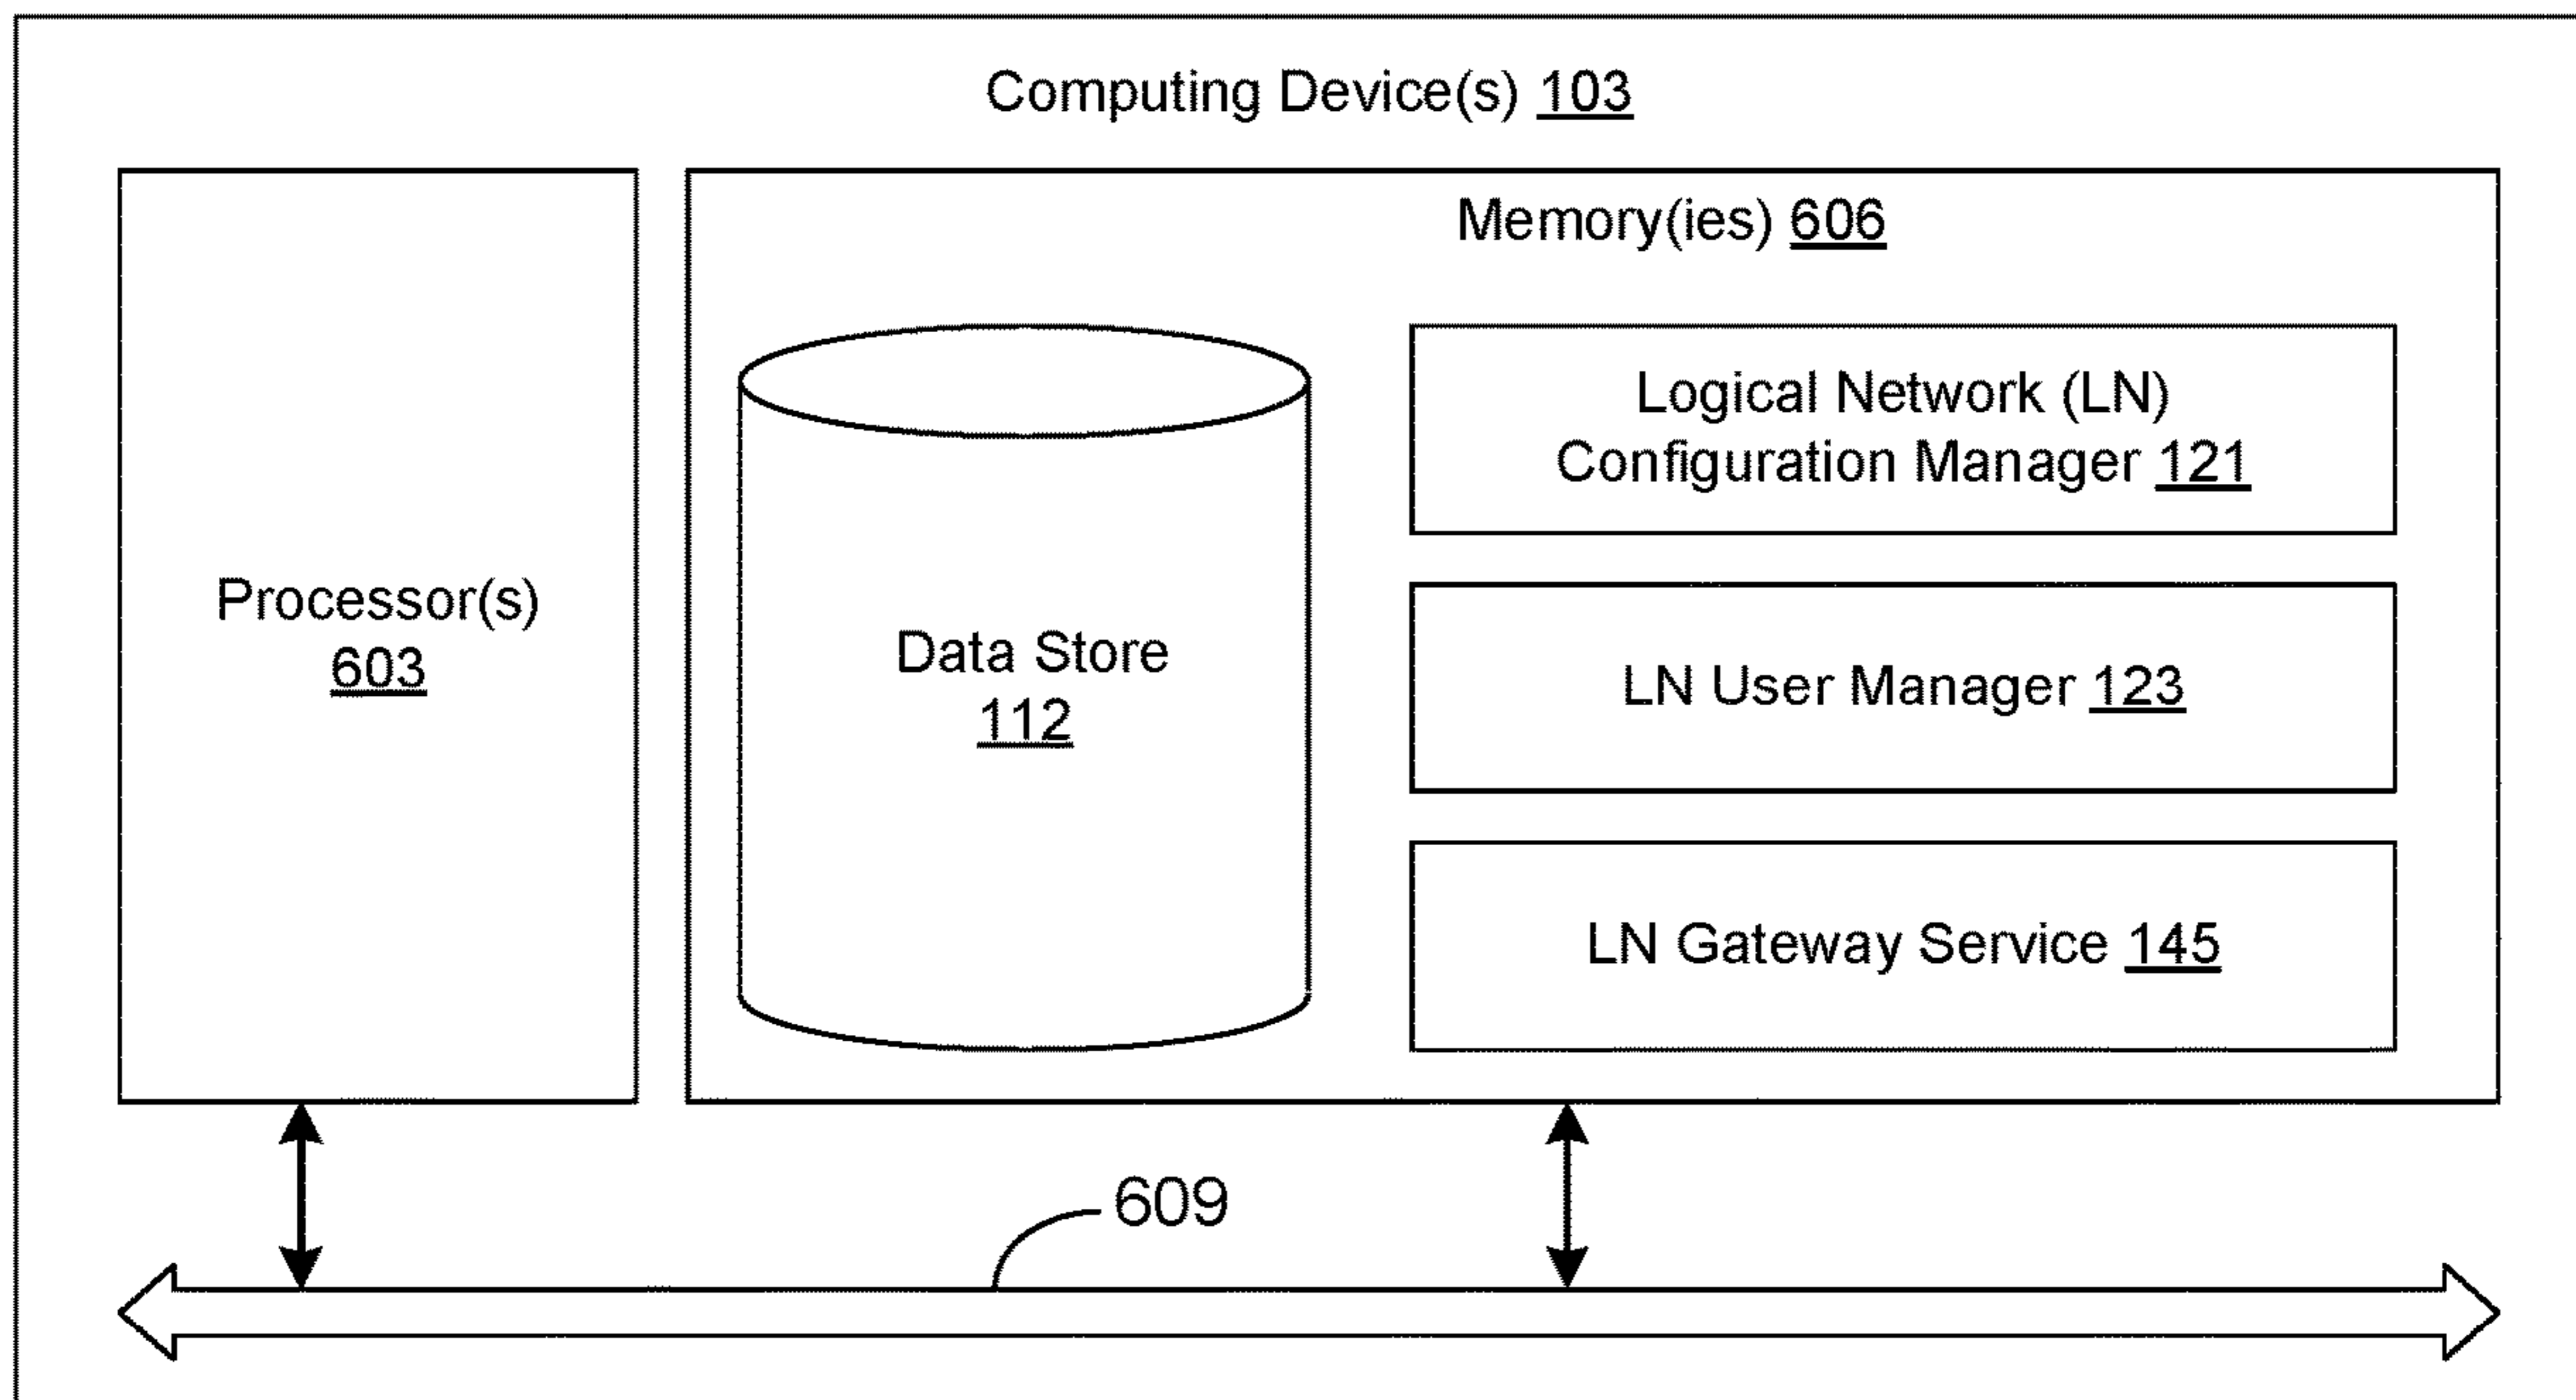 Computing Device(s) 103
Memory(ies) 606
Processor(s)
603
Data Store
112
Logical Network (LN)
Configuration Manager 121
LN User Manager 123
LN Gateway Service 145
609